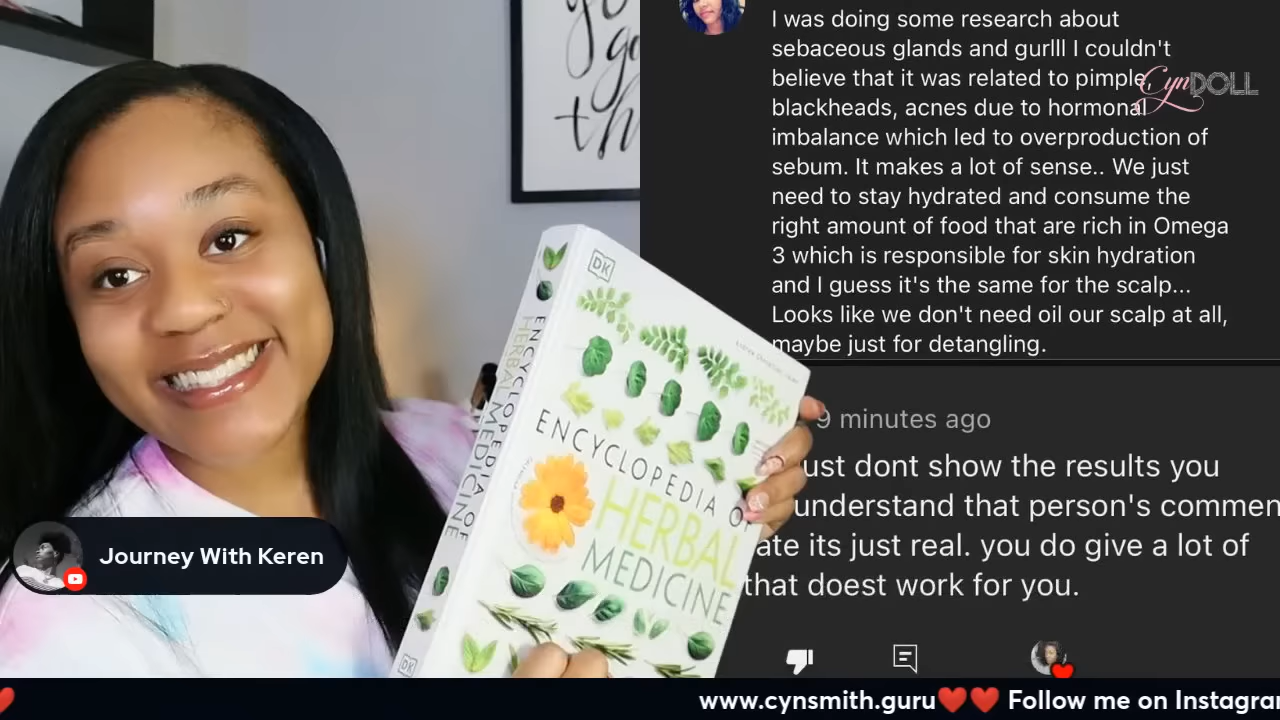 I was doing some research about
sebaceous glands and gurlll I couldn't
believe that it was related to pimple
blackheads, acnes due to hormonal
imbalance which led to overproduction of
sebum. It makes a lot of sense.. We just
need to stay hydrated and consume the
right amount of food that are rich in Omega
3 which is responsible for skin hydration
and I guess it's the same for the scalp...
Looks like we don't need oil our scalp at all,
maybe just for detangling.
CynDOLL
9 minutes ago
ust dont show the results you
understand that person's commen
ate its just real. you do give a lot of
that doest work for you.
DK
ENCYCLOPEDIA OF
HERBAL
MEDICINE
ENCYCLOPEDIA OF
HERBAL MEDICINE
DK
Journey With Keren
www.cynsmith.guru❤️❤️ Follow me on Instagra